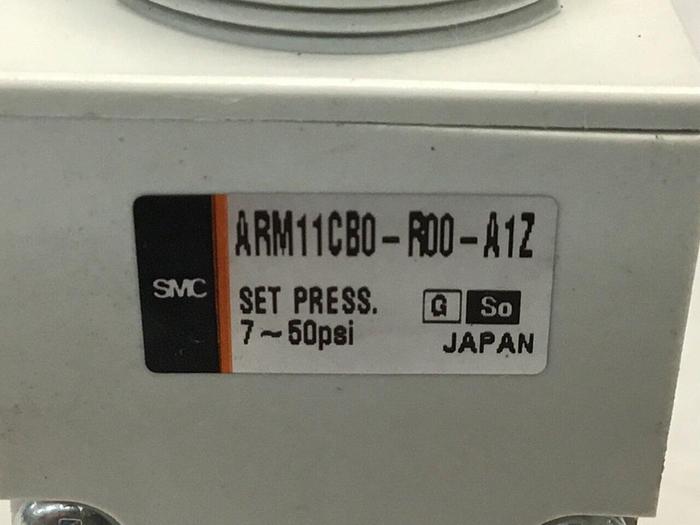 SMC
ARM11CB0-R00-A1Z
SET PRESS.
7~50psi
G So
JAPAN